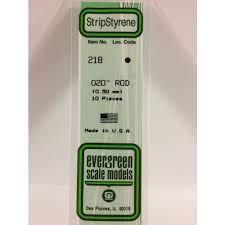 StripStyrene
Item No. Loc. Code
218
.020" ROD
(0.50 mm)
10 Pieces
Made in U.S.A.
evergreen
scale models
Des Plaines, IL 60018